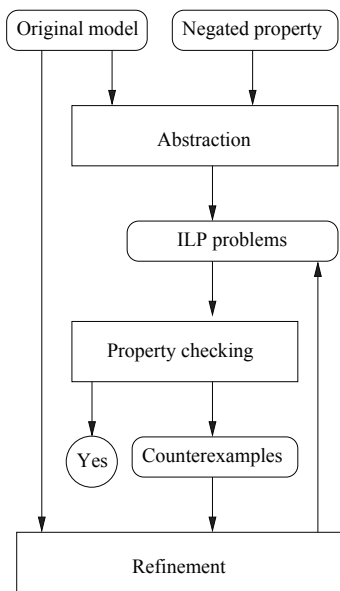 Original model
Negated property
Abstraction
ILP problems
Property checking
Yes
Counterexamples
Refinement